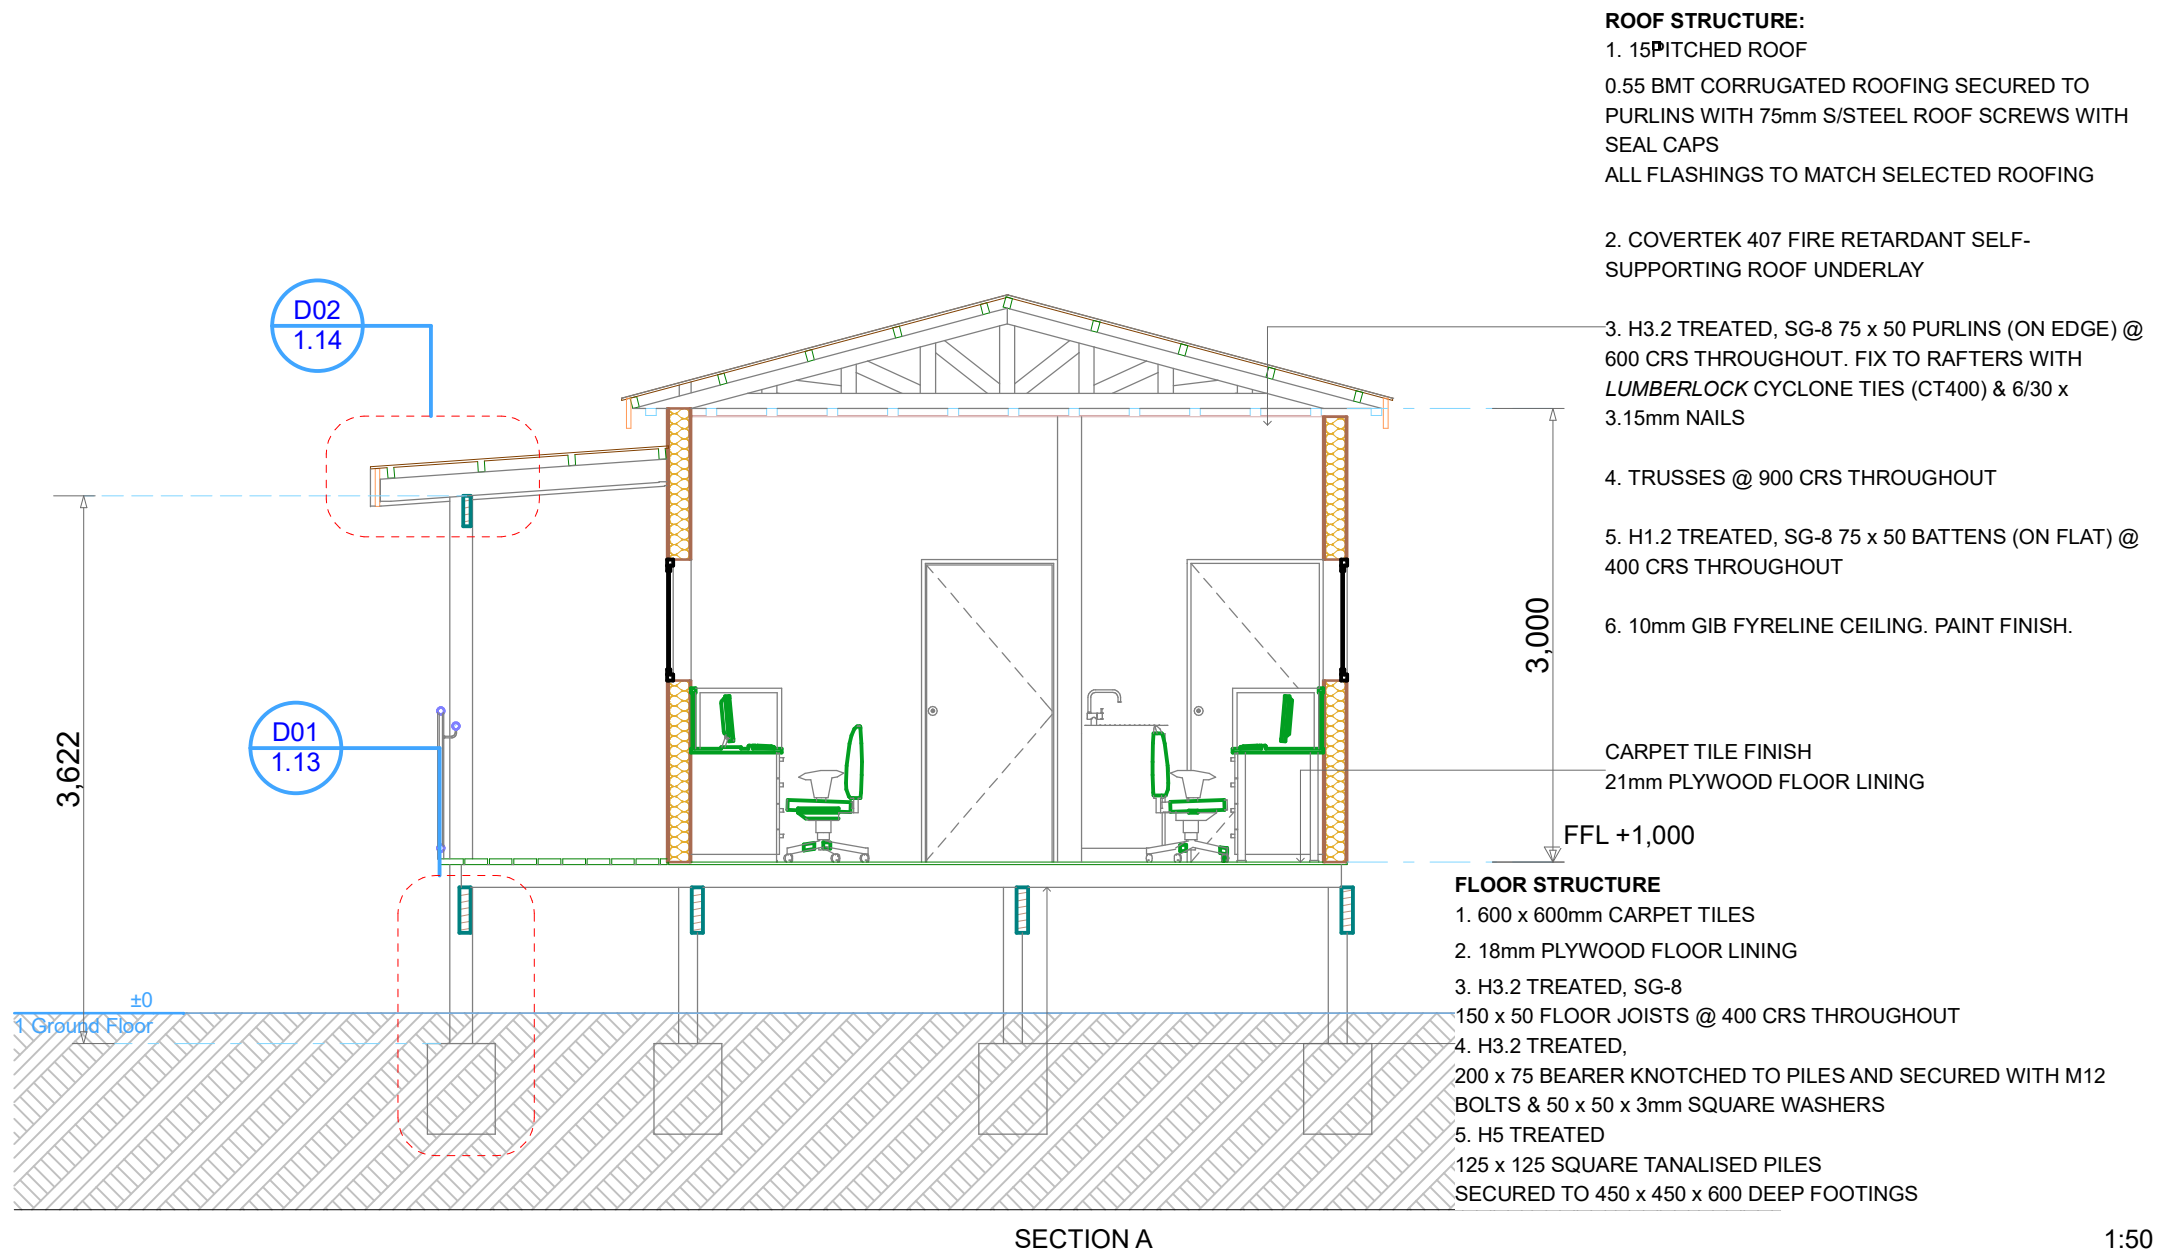 ROOF STRUCTURE:
1. 15 PITCHED ROOF
0.55 BMT CORRUGATED ROOFING SECURED TO
PURLINS WITH 75mm S/STEEL ROOF SCREWS WITH
SEAL CAPS
ALL FLASHINGS TO MATCH SELECTED ROOFING
2. COVERTEK 407 FIRE RETARDANT SELF-
SUPPORTING ROOF UNDERLAY
3. H3.2 TREATED, SG-8 75 x 50 PURLINS (ON EDGE) @
600 CRS THROUGHOUT. FIX TO RAFTERS WITH
LUMBERLOCK CYCLONE TIES (CT400) & 6/30 x
3.15mm NAILS
4. TRUSSES @ 900 CRS THROUGHOUT
5. H1.2 TREATED, SG-8 75 x 50 BATTENS (ON FLAT) @
400 CRS THROUGHOUT
6. 10mm GIB FYRELINE CEILING. PAINT FINISH.
D02
1.14
D01
1.13
3,622
3,000
CARPET TILE FINISH
21mm PLYWOOD FLOOR LINING
FFL +1,000
FLOOR STRUCTURE
1. 600 x 600mm CARPET TILES
2. 18mm PLYWOOD FLOOR LINING
3. H3.2 TREATED, SG-8
150 x 50 FLOOR JOISTS @ 400 CRS THROUGHOUT
4. H3.2 TREATED,
200 x 75 BEARER KNOTCHED TO PILES AND SECURED WITH M12
BOLTS & 50 x 50 x 3mm SQUARE WASHERS
5. H5 TREATED
125 x 125 SQUARE TANALISED PILES
SECURED TO 450 x 450 x 600 DEEP FOOTINGS
±0
1 Ground Floor
SECTION A
1:50